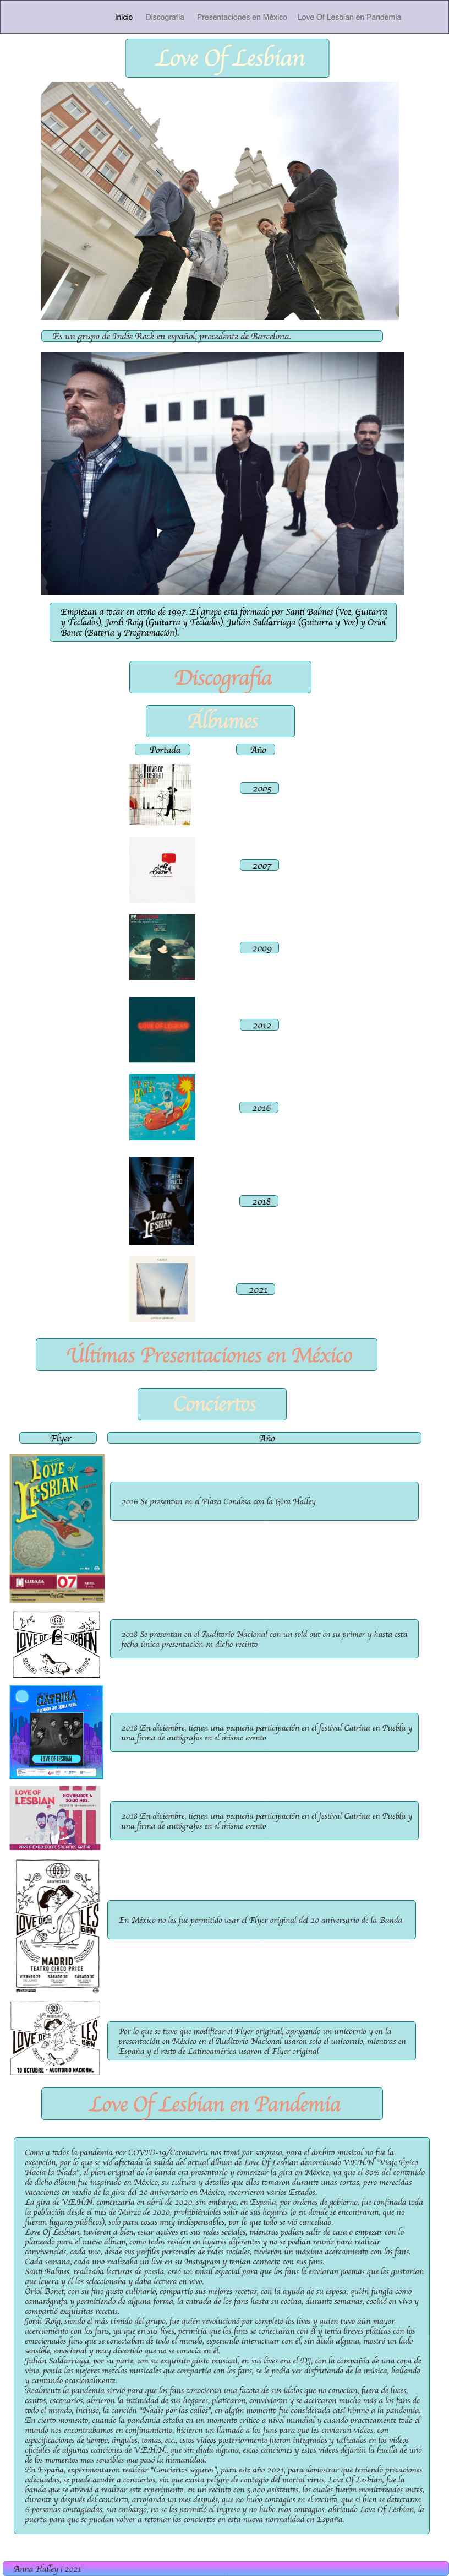 Inicio Discografía Presentaciones en México Love Of Lesbian en Pandemia
Love Of Lesbian
Es un grupo de Indie Rock en español, procedente de Barcelona.
Empiezan a tocar en otoño de 1997. El grupo esta formado por Santi Balmes (Voz, Guitarra
y Teclados), Jordi Roig (Guitarra y Teclados), Julián Saldarriaga (Guitarra y Voz) y Oriol
Bonet (Batería y Programación).
Discografía
Álbumes
Portada Año
LOVE OF
LESBIAN
2005
2007
2009
2012
2016
LOVE of
LESBIAN
2018
2021
Últimas Presentaciones en México
Conciertos
Flyer Año
LOVE of
LESBIAN
07
2016 Se presentan en el Plaza Condesa con la Gira Halley
LOVE OF LESBIAN
2018 Se presentan en el Auditorio Nacional con un sold out en su primer y hasta esta
fecha única presentación en dicho recinto
CATRINA
LOVE OF LESBIAN
2018 En diciembre, tienen una pequeña participación en el festival Catrina en Puebla y
una firma de autógrafos en el mismo evento
LOVE OF
LESBIAN
NOVIEMBRE 6
20:30 HRS.
2018 En diciembre, tienen una pequeña participación en el festival Catrina en Puebla y
una firma de autógrafos en el mismo evento
ANIVERSARIO
LOVE OF LESBIAN
MADRID
TEATRO CIRCO PRICE
VIERNES 29 SÁBADO 30 SÁBADO 30
En México no les fue permitido usar el Flyer original del 20 aniversario de la Banda
LOVE OF LESBIAN
18 OCTUBRE · AUDITORIO NACIONAL
Por lo que se tuvo que modificar el Flyer original, agregando un unicornio y en la
presentación en México en el Auditorio Nacional usaron solo el unicornio, mientras en
España y el resto de Latinoamérica usaron el Flyer original
Love Of Lesbian en Pandemia
Como a todos la pandemia por COVID-19/Coronaviru nos tomó por sorpresa, para el ámbito musical no fue la
excepción, por lo que se vió afectada la salida del actual álbum de Love Of Lesbian denominado V.E.H.N "Viaje Épico
Hacia la Nada", el plan original de la banda era presentarlo y comenzar la gira en México, ya que el 80% del contenido
de dicho álbum fue inspirado en México, su cultura y detalles que ellos tomaron durante unas cortas, pero merecidas
vacaciones en medio de la gira del 20 aniversario en México, recorrieron varios Estados.
La gira de V.E.H.N. comenzaría en abril de 2020, sin embargo, en España, por ordenes de gobierno, fue confinada toda
la población desde el mes de Marzo de 2020, prohibiéndoles salir de sus hogares (o en donde se encontraran, que no
fueran lugares públicos), solo para cosas muy indispensables, por lo que todo se vió cancelado.
Love Of Lesbian, tuvieron a bien, estar activos en sus redes sociales, mientras podían salir de casa o empezar con lo
planeado para el nuevo álbum, como todos residen en lugares diferentes y no se podían reunir para realizar
convivencias, cada uno, desde sus perfiles personales de redes sociales, tuvieron un máximo acercamiento con los fans.
Cada semana, cada uno realizaba un live en su Instagram y tenían contacto con sus fans.
Santi Balmes, realizaba lecturas de poesía, creó un email especial para que los fans le enviaran poemas que les gustarían
que leyera y él los seleccionaba y daba lectura en vivo.
Oriol Bonet, con su fino gusto culinario, compartío sus mejores recetas, con la ayuda de su esposa, quién fungía como
camarógrafa y permitiendo de alguna forma, la entrada de los fans hasta su cocina, durante semanas, cocinó en vivo y
compartió exquisitas recetas.
Jordi Roig, siendo el más tímido del grupo, fue quién revolucionó por completo los lives y quien tuvo aún mayor
acercamiento con los fans, ya que en sus lives, permitía que los fans se conectaran con él y tenía breves pláticas con los
emocionados fans que se conectaban de todo el mundo, esperando interactuar con él, sin duda alguna, mostró un lado
sensible, emocional y muy divertido que no se conocía en él.
Julián Saldarriaga, por su parte, con su exquisito gusto musical, en sus lives era el DJ, con la compañía de una copa de
vino, ponía las mejores mezclas musicales que compartía con los fans, se le podía ver disfrutando de la música, bailando
y cantando ocasionalmente.
Realmente la pandemia sirvió para que los fans conocieran una faceta de sus ídolos que no conocían, fuera de luces,
cantos, escenarios, abrieron la intimidad de sus hogares, platicaron, convivieron y se acercaron mucho más a los fans de
todo el mundo, incluso, la canción "Nadie por las calles", en algún momento fue considerada casi himno a la pandemia.
En cierto momento, cuando la pandemia estaba en un momento crítico a nivel mundial y cuando practicamente todo el
mundo nos encontrabamos en confinamiento, hicieron un llamado a los fans para que les enviaran videos, con
especificaciones de tiempo, ángulos, tomas, etc., estos videos posteriormente fueron integrados y utlizados en los videos
oficiales de algunas canciones de V.E.H.N., que sin duda alguna, estas canciones y estos videos dejarán la huella de uno
de los momentos mas sensibles que pasó la humanidad.
En España, experimentaron realizar "Conciertos seguros", para este año 2021, para demostrar que teniendo precauciones
adecuadas, se puede acudir a conciertos, sin que exista peligro de contagio del mortal virus, Love Of Lesbian, fue la
banda que se atrevió a realizar este experimento, en un recinto con 5,000 asistentes, los cuales fueron monitoreados antes,
durante y después del concierto, arrojando un mes después, que no hubo contagios en el recinto, que si bien se detectaron
6 personas contagiadas, sin embargo, no se les permitió el ingreso y no hubo mas contagios, abriendo Love Of Lesbian, la
puerta para que se puedan volver a retomar los conciertos en esta nueva normalidad en España.
Anna Halley | 2021